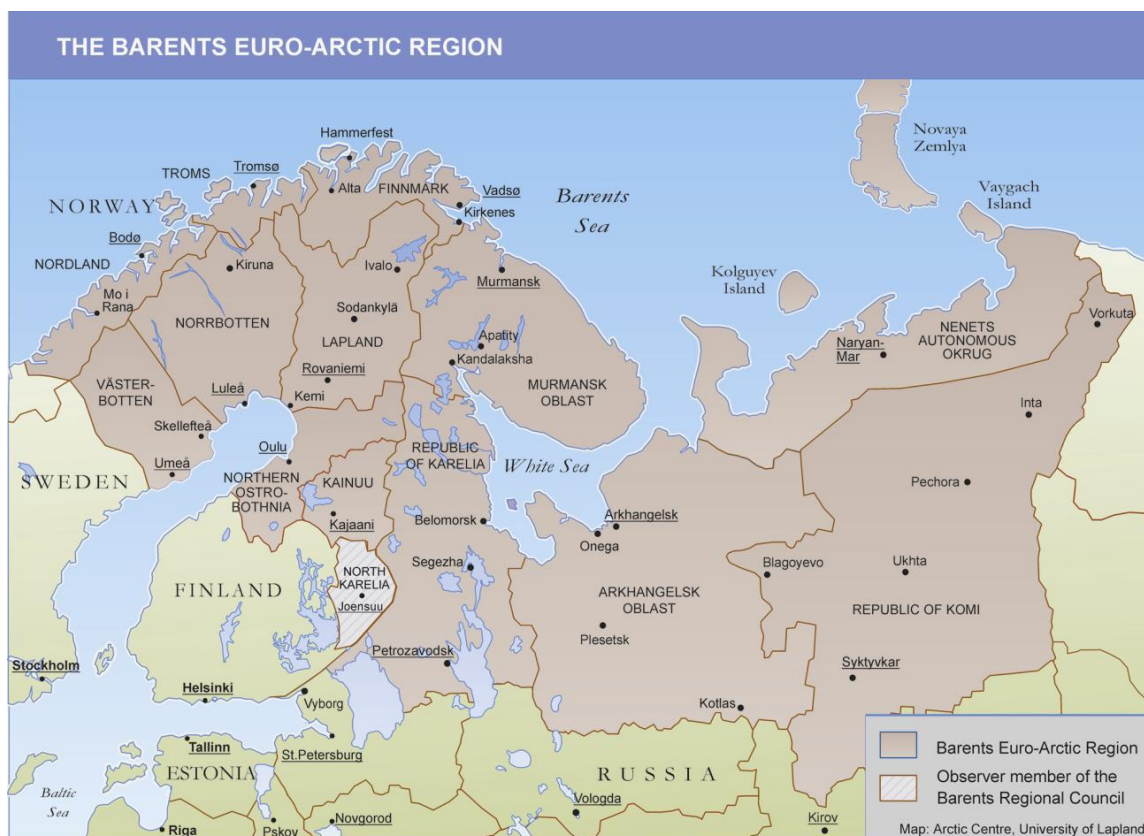 THE BARENTS EURO-ARCTIC REGION
Hammerfest
Novaya
Zemlya
Tromsø
TROMS
Alta
FINNMARK
Vadsø
Kirkenes
Vaygach
Island
NORWAY
Barents
Sea
Bodø
NORDLAND
Kiruna
Ivalo
Murmansk
Kolguyev
Island
Mo i
Rana
NORRBOTTEN
Sodankylä
LAPLAND
Apatity
Kandalaksha
Naryan-
Mar
NENETS
AUTONOMOUS
OKRUG
Vorkuta
VÄSTER-
BOTTEN
Luleå
Rovaniemi
Kemi
MURMANSK
OBLAST
Inta
Skellefteå
Umeå
Oulu
REPUBLIC
OF KARELIA
White Sea
SWEDEN
NORTHERN
OSTRO-
BOTHNIA
KAINUU
Kajaani
Pechora
Belomorsk
Arkhangelsk
Onega
Segezha
Blagoyevo
Ukhta
FINLAND
NORTH
KARELIA
Joensuu
ARKHANGELSK
OBLAST
REPUBLIC OF KOMI
Plesetsk
Petrozavodsk
Syktyvkar
Stockholm
Helsinki
Vyborg
Kotlas
Tallinn
St.Petersburg
ESTONIA
RUSSIA
Baltic
Sea
Vologda
Riga
Pskov
Novgorod
Kirov
Barents Euro-Arctic Region
Observer member of the
Barents Regional Council
Map: Arctic Centre, University of Lapland